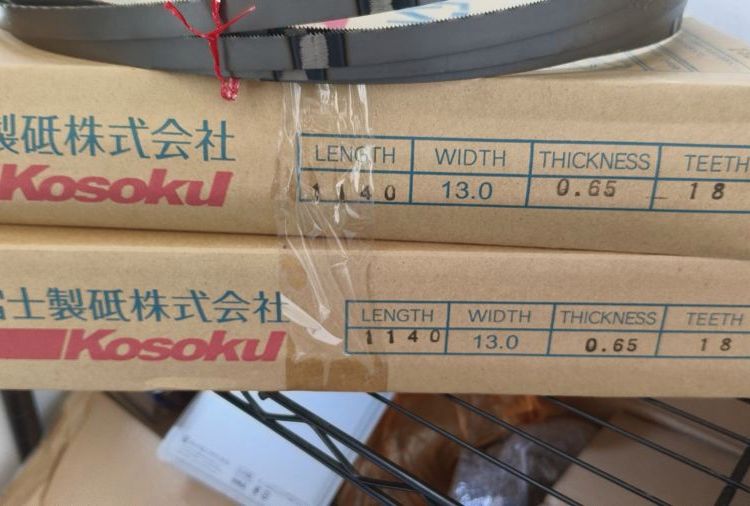 製砥株式会社
Kosoku
LENGTH WIDTH THICKNESS TEETH
1140 13.0 0.65 18
富士製砥株式会社
Kosoku
LENGTH WIDTH THICKNESS TEETH
1140 13.0 0.65 18